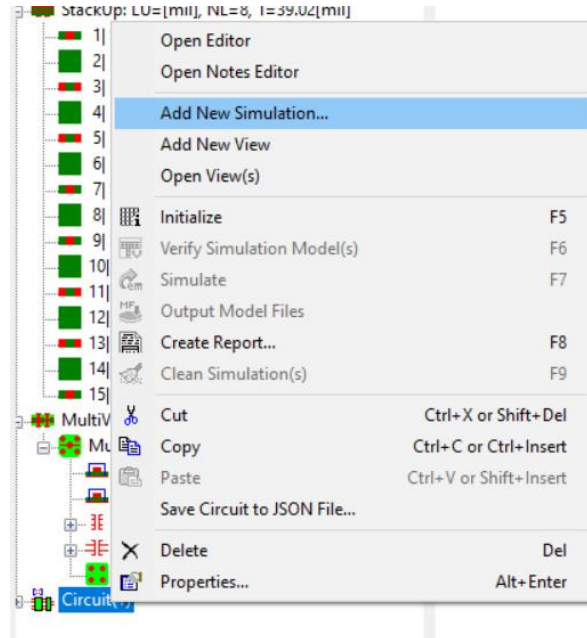 StackUp: LU=[mil], NL=8, T=39.02[mil]
1|
2|
3|
4|
5|
6|
7|
8|
9|
10|
11|
12|
13|
14|
15|
MultiV
Mu
Circuit(1)
Open Editor
Open Notes Editor
Add New Simulation...
Add New View
Open View(s)
Initialize F5
Verify Simulation Model(s) F6
Simulate F7
Output Model Files
Create Report... F8
Clean Simulation(s) F9
Cut Ctrl+X or Shift+Del
Copy Ctrl+C or Ctrl+Insert
Paste Ctrl+V or Shift+Insert
Save Circuit to JSON File...
Delete Del
Properties... Alt+Enter